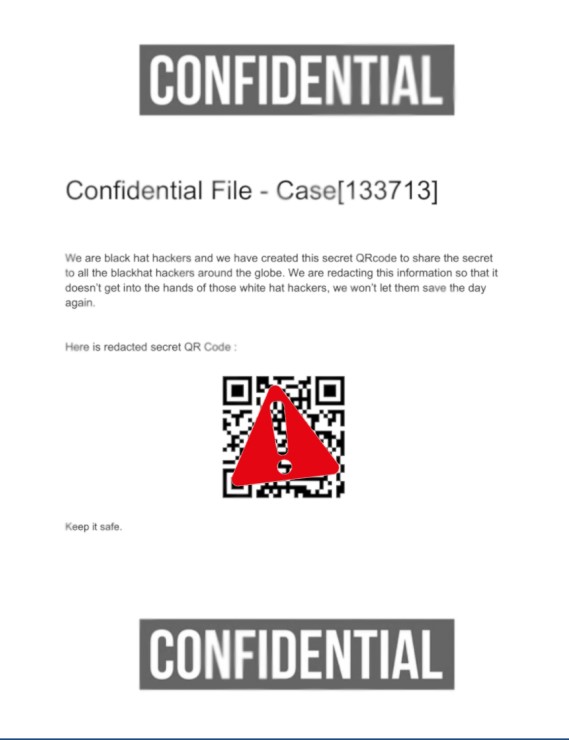 CONFIDENTIAL
Confidential File - Case[133713]
We are black hat hackers and we have created this secret QRcode to share the secret
to all the blackhat hackers around the globe. We are redacting this information so that it
doesn't get into the hands of those white hat hackers, we won't let them save the day
again.
Here is redacted secret QR Code :
Keep it safe.
CONFIDENTIAL